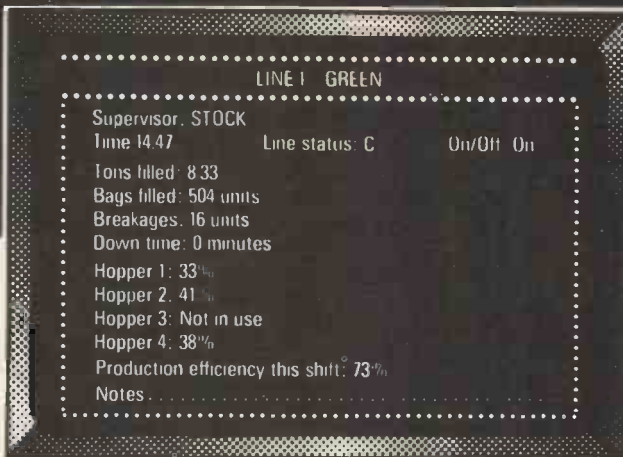 LINE 1 GREEN
Supervisor. STOCK
Time 14.47 Line status: C On/Off On
Tons filled: 8.33
Bags filled: 504 units
Breakages. 16 units
Down time: 0 minutes
Hopper 1: 33%
Hopper 2. 41%
Hopper 3: Not in use
Hopper 4: 38%
Production efficiency this shift: 73%
Notes